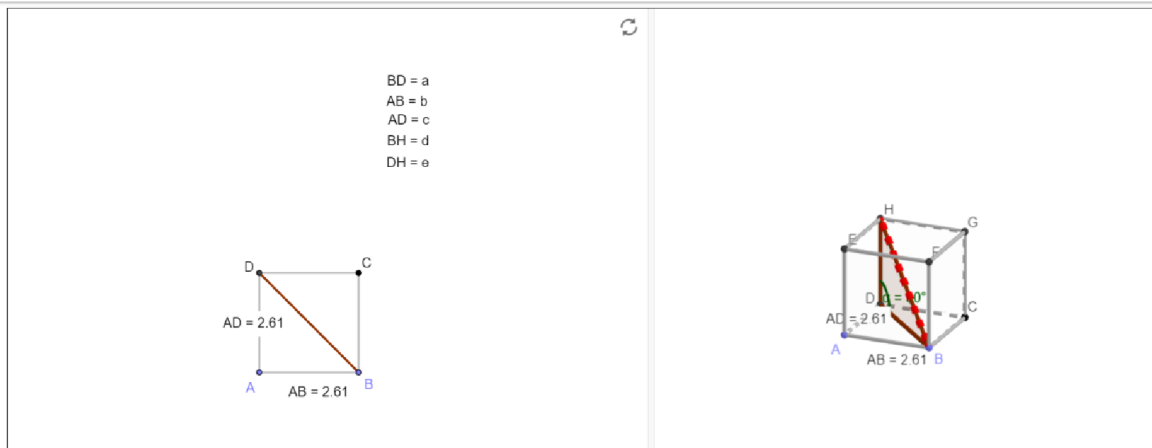 BD = a
AB = b
AD = c
BH = d
DH = e
D
C
AD = 2.61
A
B
AB = 2.61
H
G
E
F
D
C
AD = 2.61
A
B
AB = 2.61